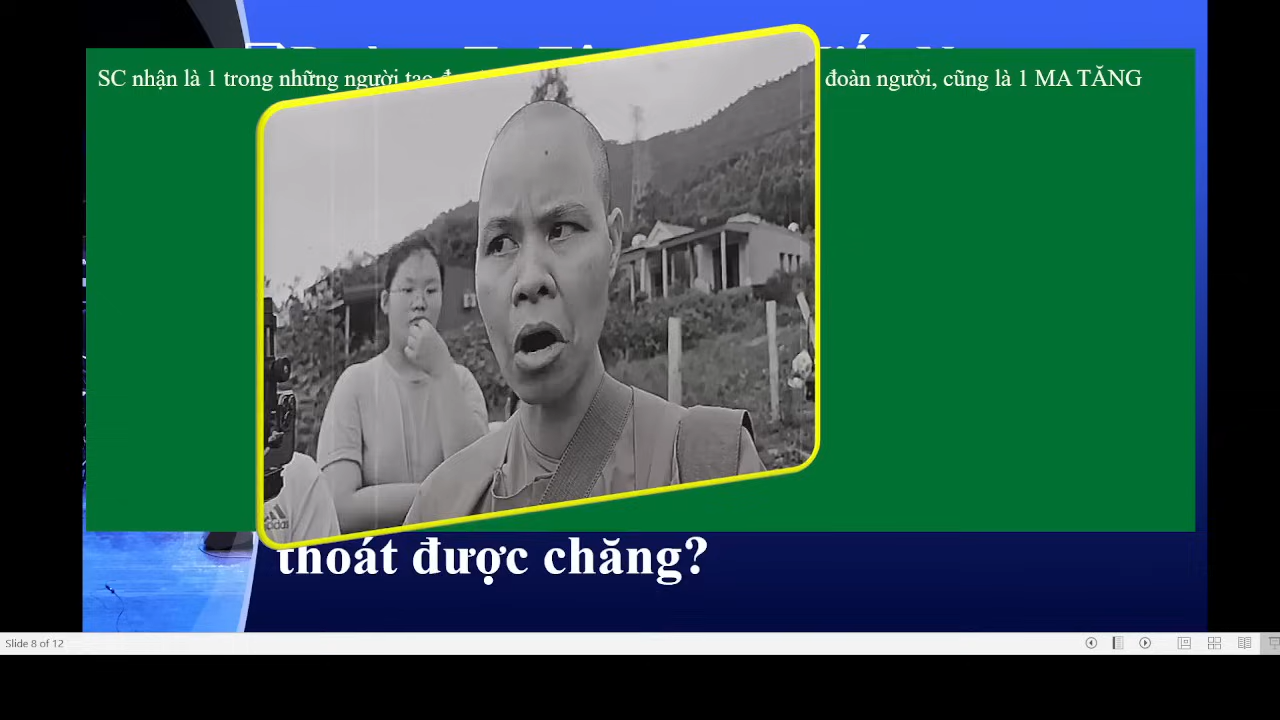 SC nhận là 1 trong những người tạo đoàn người, cũng là 1 MA TĂNG
adidas
thoát được chăng?
Slide 8 of 12